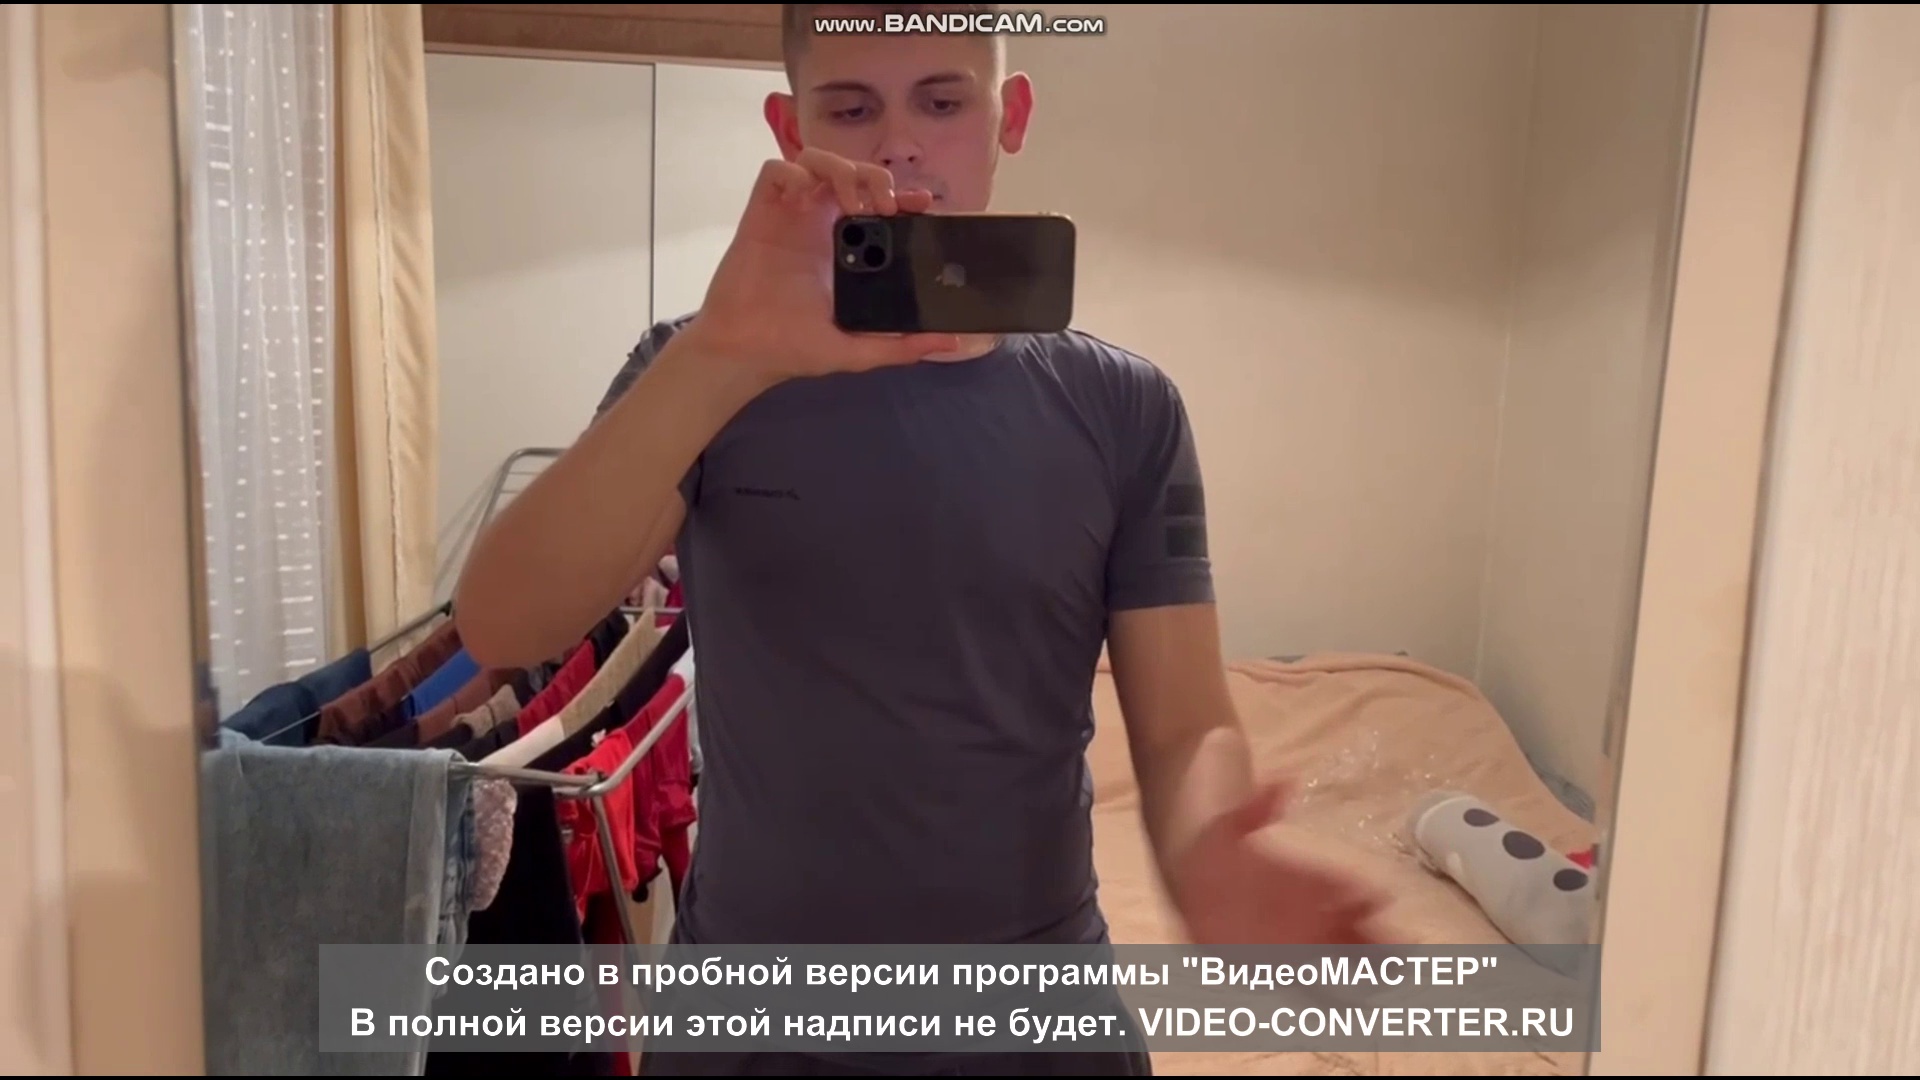 www.BANDICAM.com
Создано в пробной версии программы "ВидеоМАСТЕР"
В полной версии этой надписи не будет. VIDEO-CONVERTER.RU